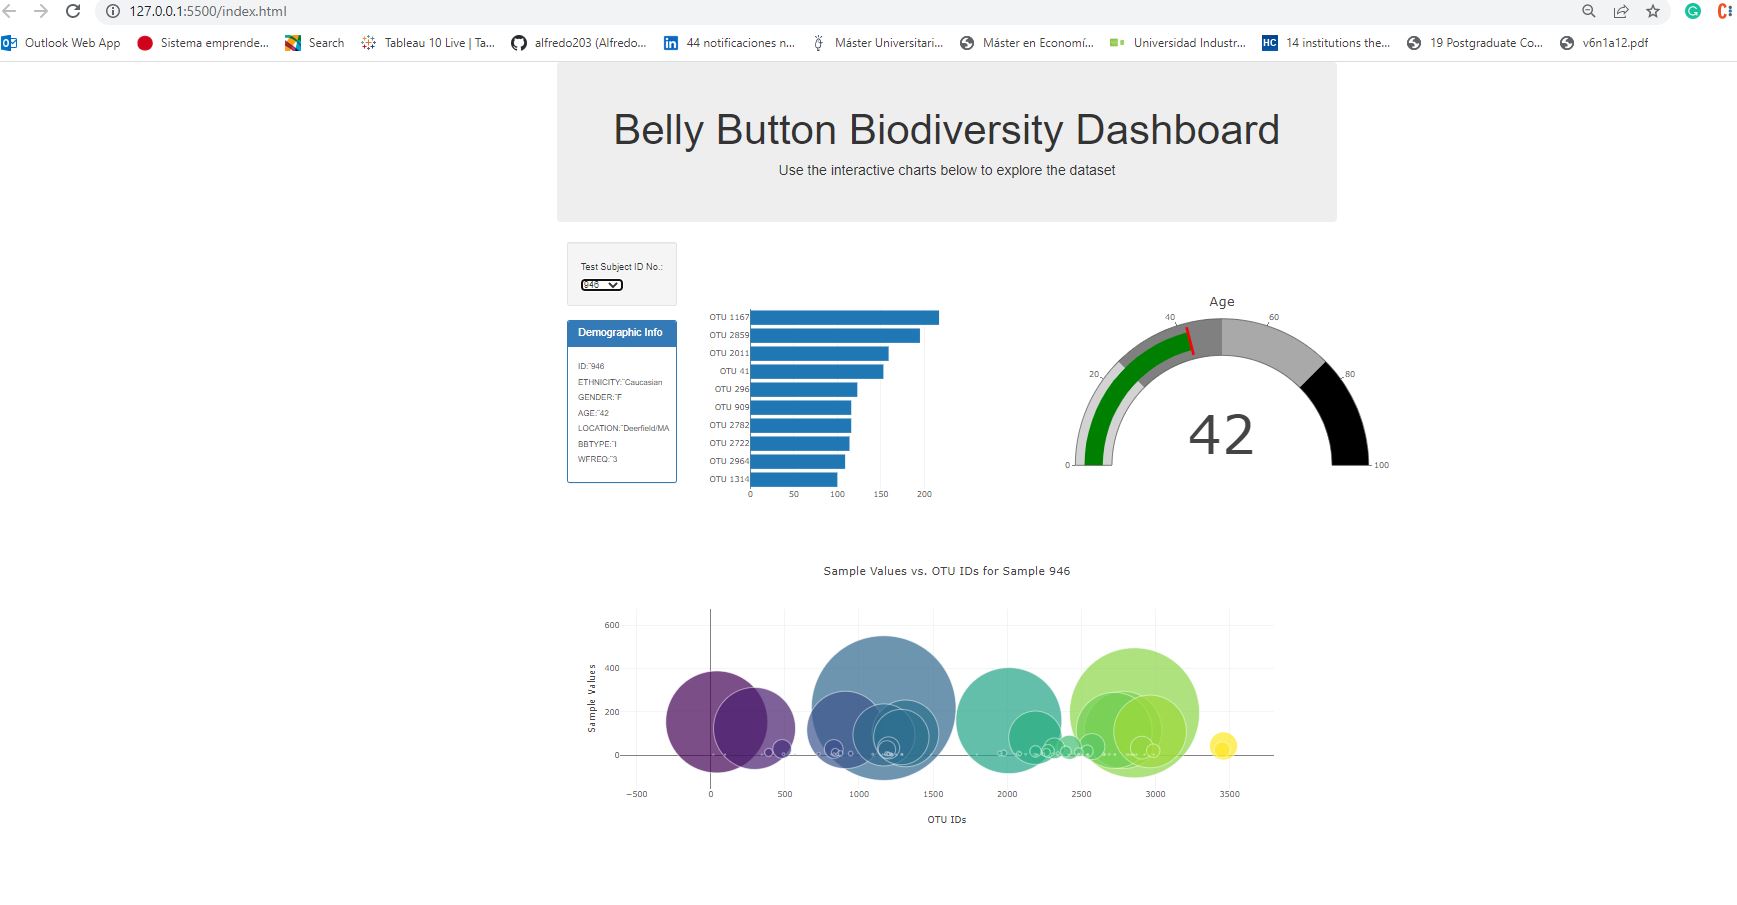 127.0.0.1:5500/index.html
Outlook Web App
Sistema emprende...
Search
Tableau 10 Live | Ta...
alfredo203 (Alfredo...
44 notificaciones n...
Máster Universitari...
Máster en Economí...
Universidad Industr...
14 institutions the...
19 Postgraduate Co...
v6n1a12.pdf
Belly Button Biodiversity Dashboard
Use the interactive charts below to explore the dataset
Test Subject ID No.:
946
Demographic Info
ID:¨946
ETHNICITY:¨Caucasian
GENDER:¨F
AGE:¨42
LOCATION:¨Deerfield/MA
BBTYPE:¨I
WFREQ:¨3
OTU 1167
OTU 2859
OTU 2011
OTU 41
OTU 296
OTU 909
OTU 2782
OTU 2722
OTU 2964
OTU 1314
0 50 100 150 200
Age
40 60
20 80
42
0 100
Sample Values vs. OTU IDs for Sample 946
Sample Values
600
400
200
0
−500 0 500 1000 1500 2000 2500 3000 3500
OTU IDs